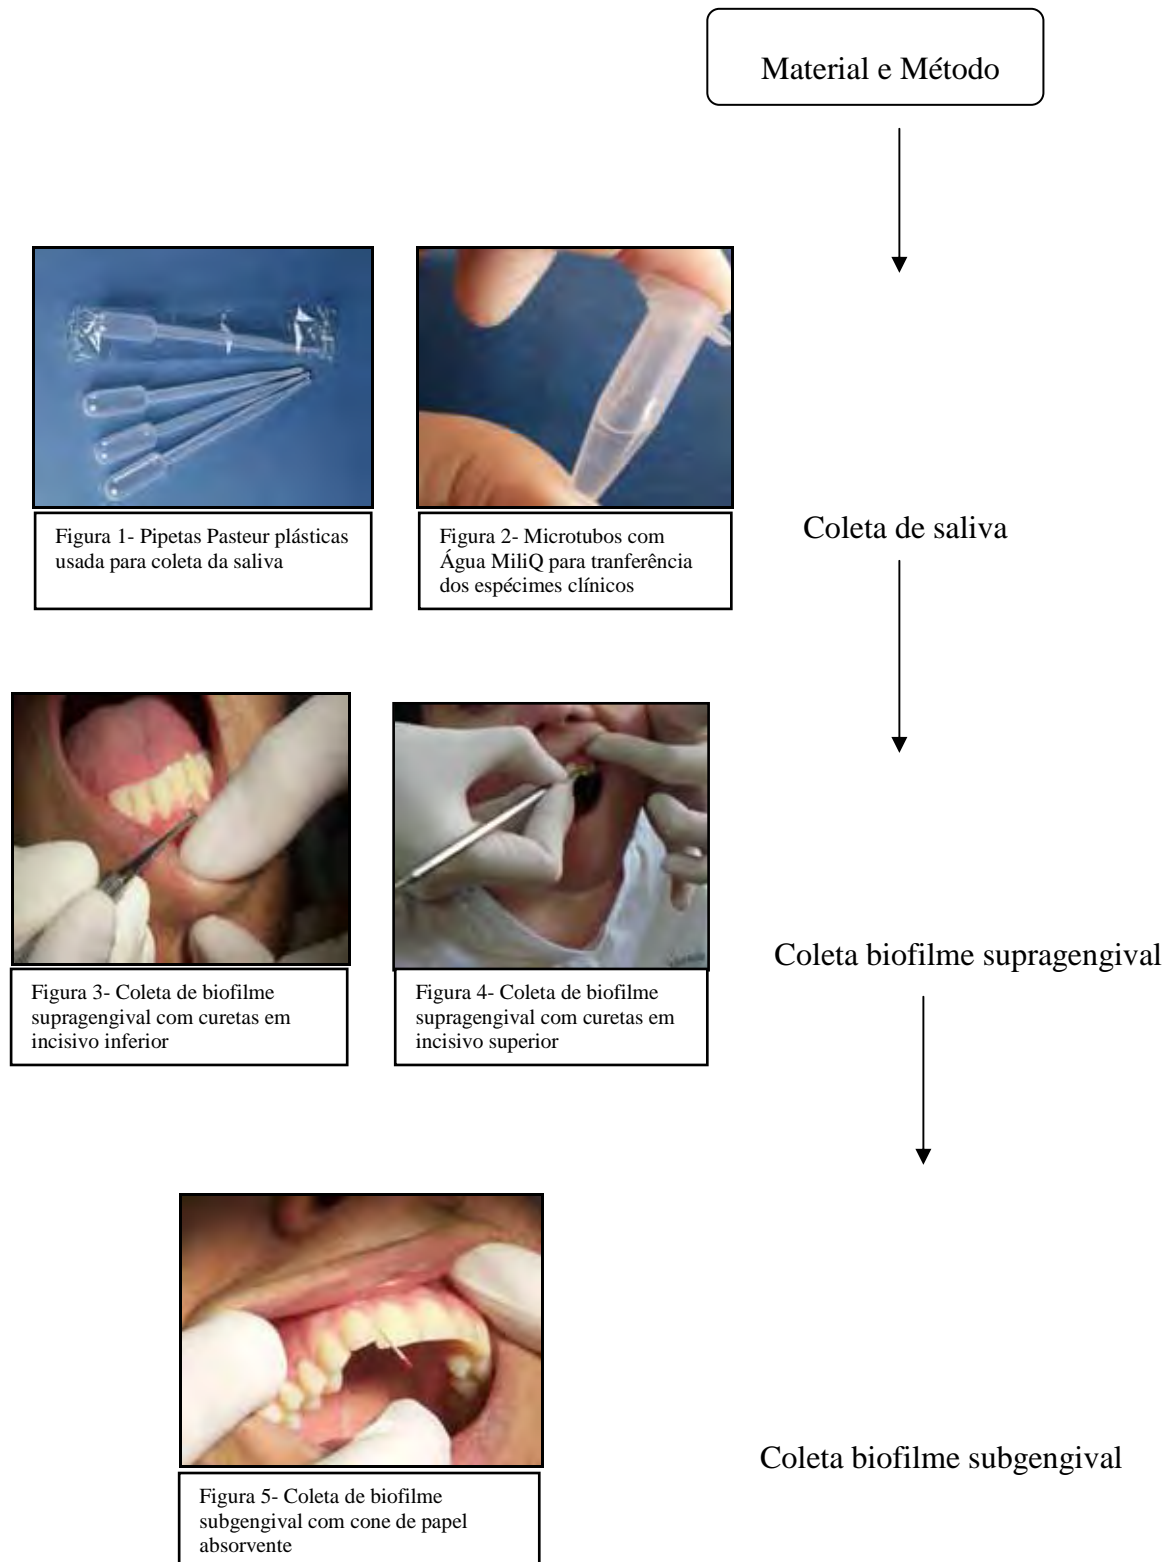 Material e Método
Figura 1- Pipetas Pasteur plásticas
usada para coleta da saliva
Figura 2- Microtubos com
Água MiliQ para tranferência
dos espécimes clínicos
Coleta de saliva
Figura 3- Coleta de biofilme
supragengival com curetas em
incisivo inferior
Figura 4- Coleta de biofilme
supragengival com curetas em
incisivo superior
Coleta biofilme supragengival
Figura 5- Coleta de biofilme
subgengival com cone de papel
absorvente
Coleta biofilme subgengival